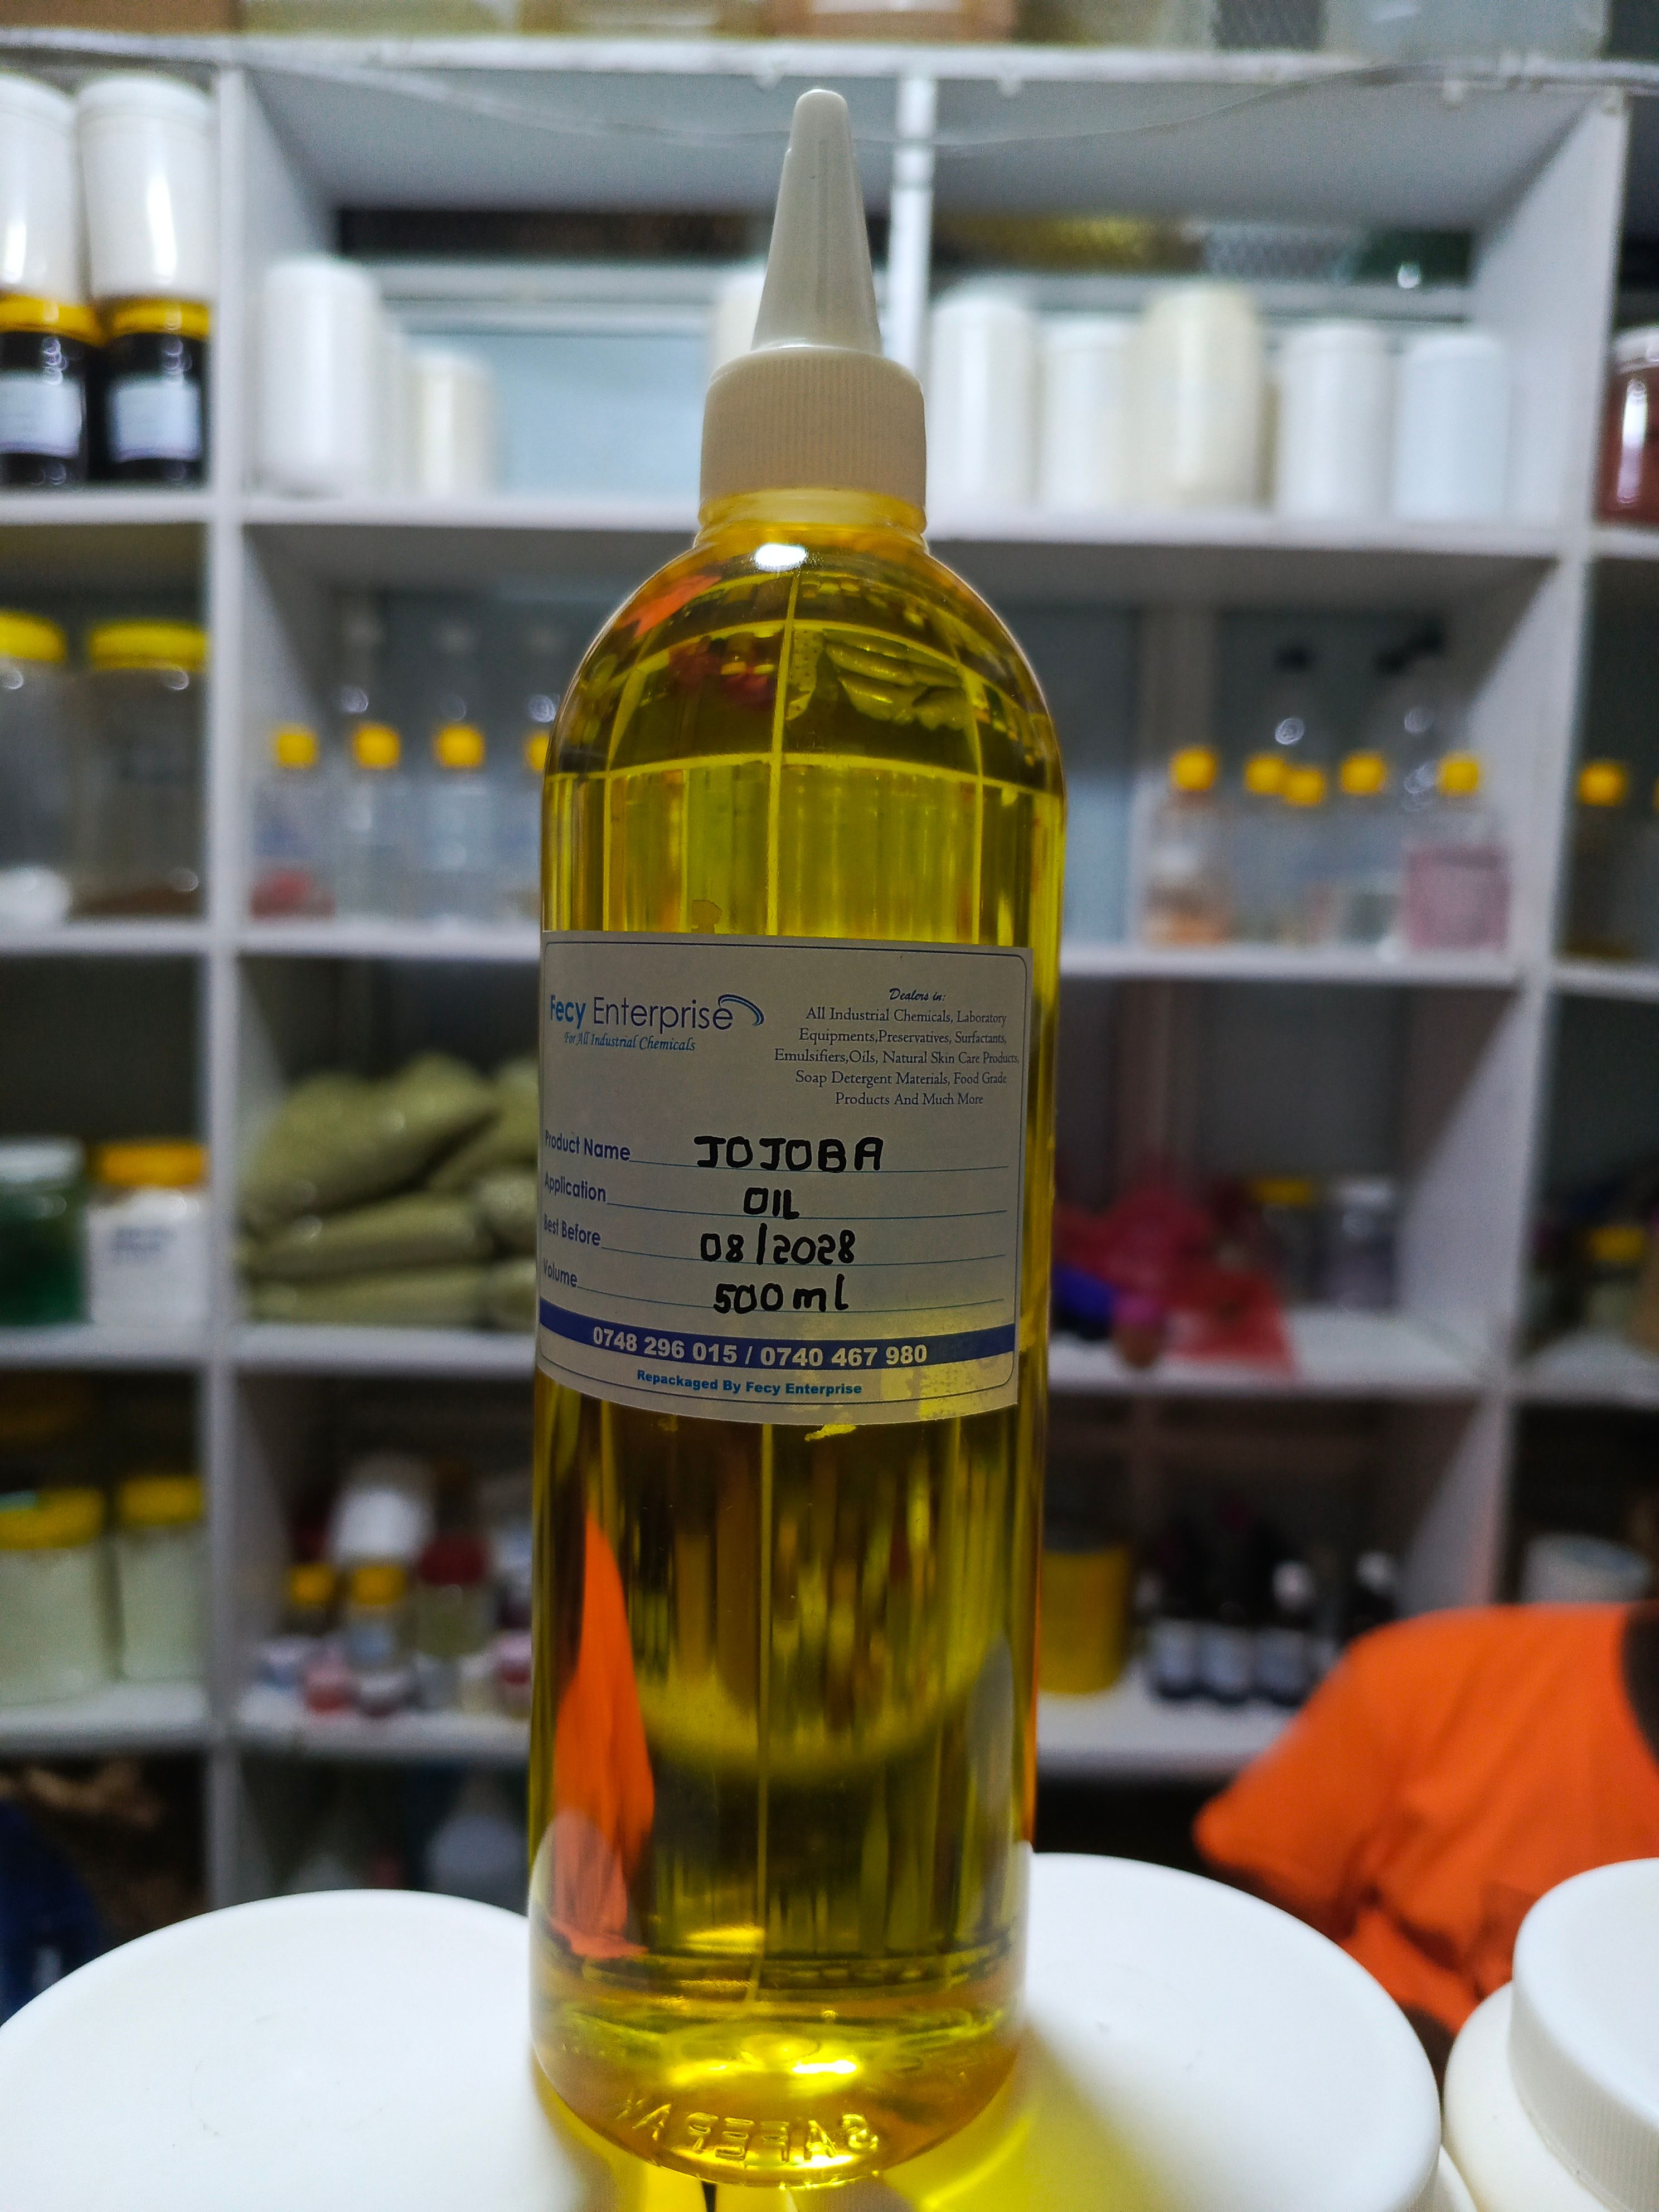 Fecy Enterprise
For All Industrial Chemicals
Dealers in:
All Industrial Chemicals, Laboratory
Equipments,Preservatives, Surfactants,
Emulsifiers,Oils, Natural Skin Care Products,
Soap Detergent Materials, Food Grade
Products And Much More
Product Name JOJOBA
Application OIL
Best Before 08/2028
Volume 500ml
0748 296 015 / 0740 467 980
Repackaged By Fecy Enterprise